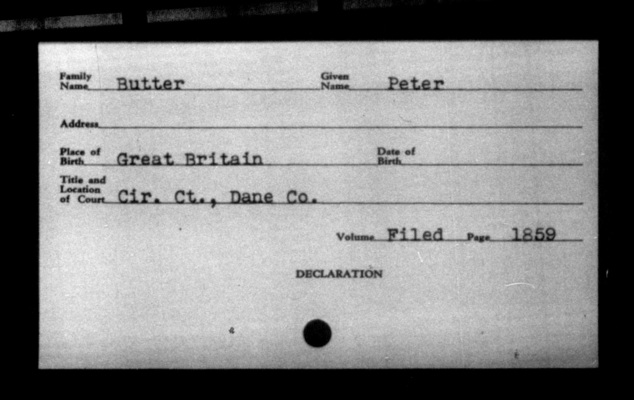 Family Name Butter Given Name Peter
Address
Place of Birth Great Britain Date of Birth
Title and Location of Court Cir. Ct., Dane Co.
Volume Filed Page 1859
DECLARATION